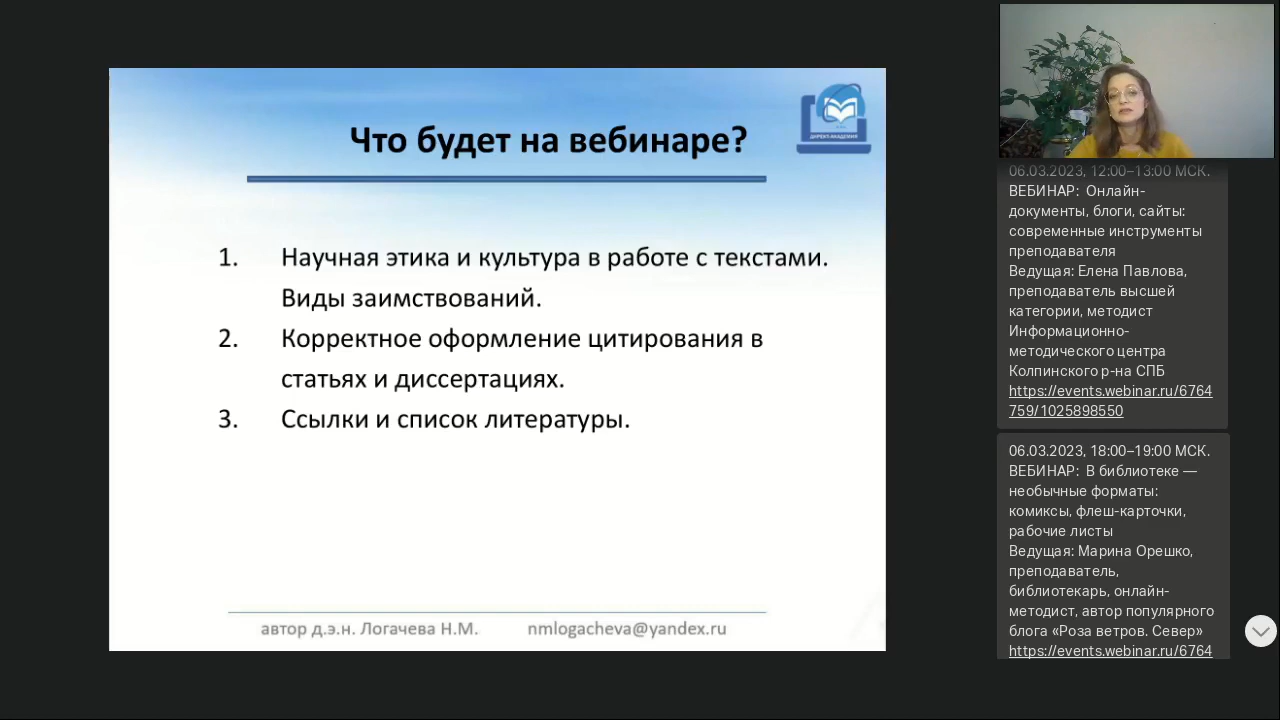 Что будет на вебинаре?
ДИРЕКТ-АКАДЕМИЯ
1. Научная этика и культура в работе с текстами.
Виды заимствований.
2. Корректное оформление цитирования в
статьях и диссертациях.
3. Ссылки и список литературы.
автор д.э.н. Логачева Н.М. nmlogacheva@yandex.ru
06.03.2023, 12:00–13:00 МСК.
ВЕБИНАР: Онлайн-
документы, блоги, сайты:
современные инструменты
преподавателя
Ведущая: Елена Павлова,
преподаватель высшей
категории, методист
Информационно-
методического центра
Колпинского р-на СПБ
https://events.webinar.ru/6764
759/1025898550
06.03.2023, 18:00–19:00 МСК.
ВЕБИНАР: В библиотеке —
необычные форматы:
комиксы, флеш-карточки,
рабочие листы
Ведущая: Марина Орешко,
преподаватель,
библиотекарь, онлайн-
методист, автор популярного
блога «Роза ветров. Север»
https://events.webinar.ru/6764